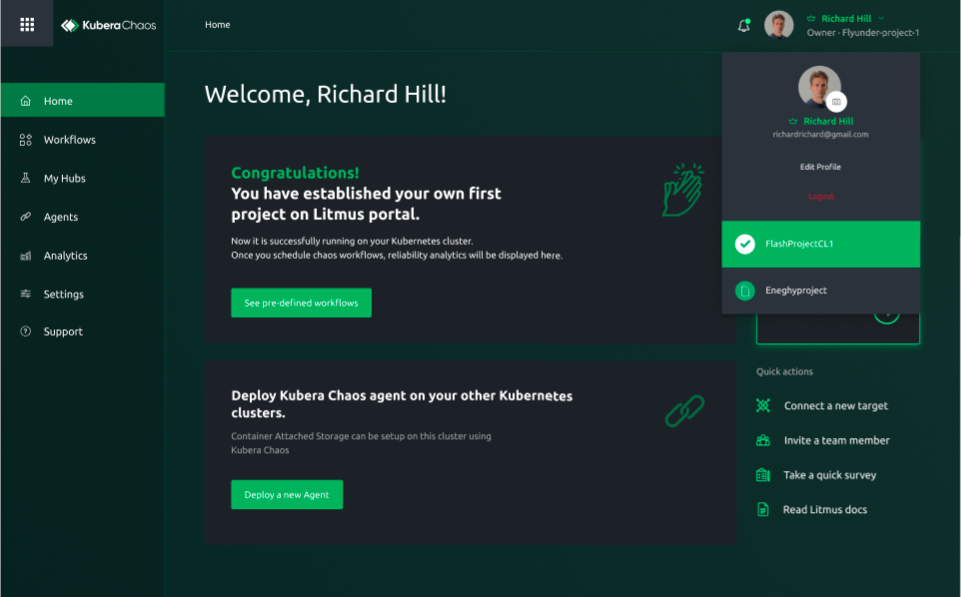 KuberaChaos
Home
Richard Hill
Owner · Flyunder-project-1
Home
Workflows
My Hubs
Agents
Analytics
Settings
Support
Welcome, Richard Hill!
Congratulations!
You have established your own first
project on Litmus portal.
Now it is successfully running on your Kubernetes cluster.
Once you schedule chaos workflows, reliability analytics will be displayed here.
See pre-defined workflows
Deploy Kubera Chaos agent on your other Kubernetes
clusters.
Container Attached Storage can be setup on this cluster using
Kubera Chaos
Deploy a new Agent
Richard Hill
richardrichard@gmail.com
Edit Profile
Logout
FlashProjectCL1
Eneghyproject
Quick actions
Connect a new target
Invite a team member
Take a quick survey
Read Litmus docs